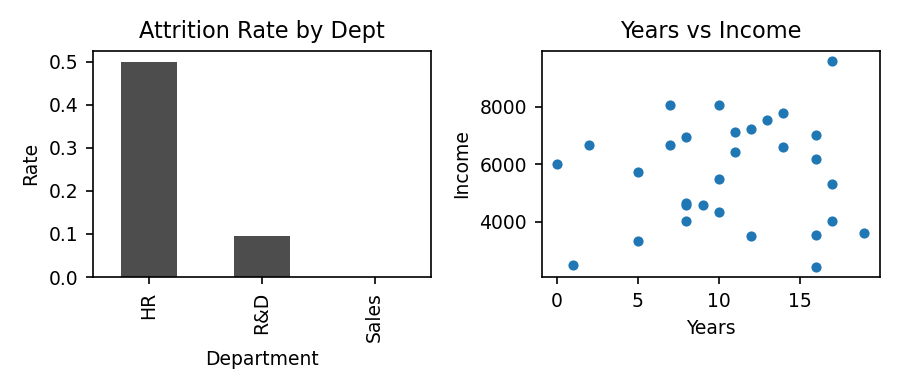 Attrition Rate by Dept
Rate
0.5
0.4
0.3
0.2
0.1
0.0
HR
R&D
Sales
Department
Years vs Income
Income
8000
6000
4000
0
5
10
15
Years